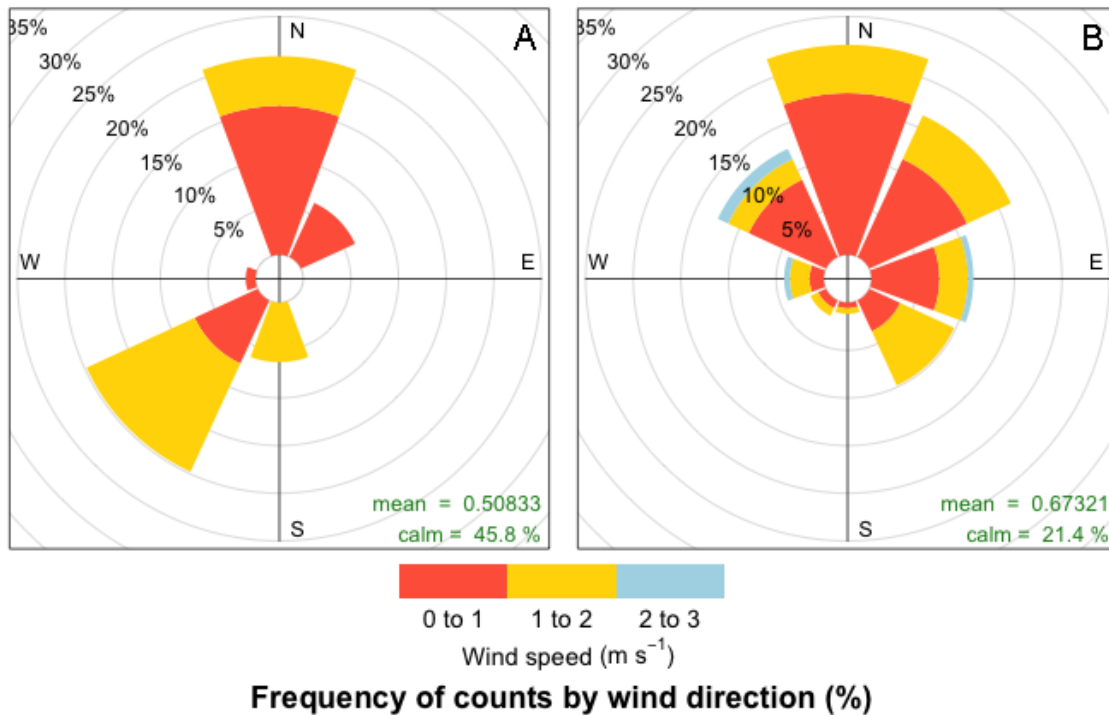 A
35%
30%
25%
20%
15%
10%
5%
N
W
E
S
mean = 0.50833
calm = 45.8 %
B
35%
30%
25%
20%
15%
10%
5%
N
W
E
S
mean = 0.67321
calm = 21.4 %
0 to 1 1 to 2 2 to 3
Wind speed (m s⁻¹)
Frequency of counts by wind direction (%)